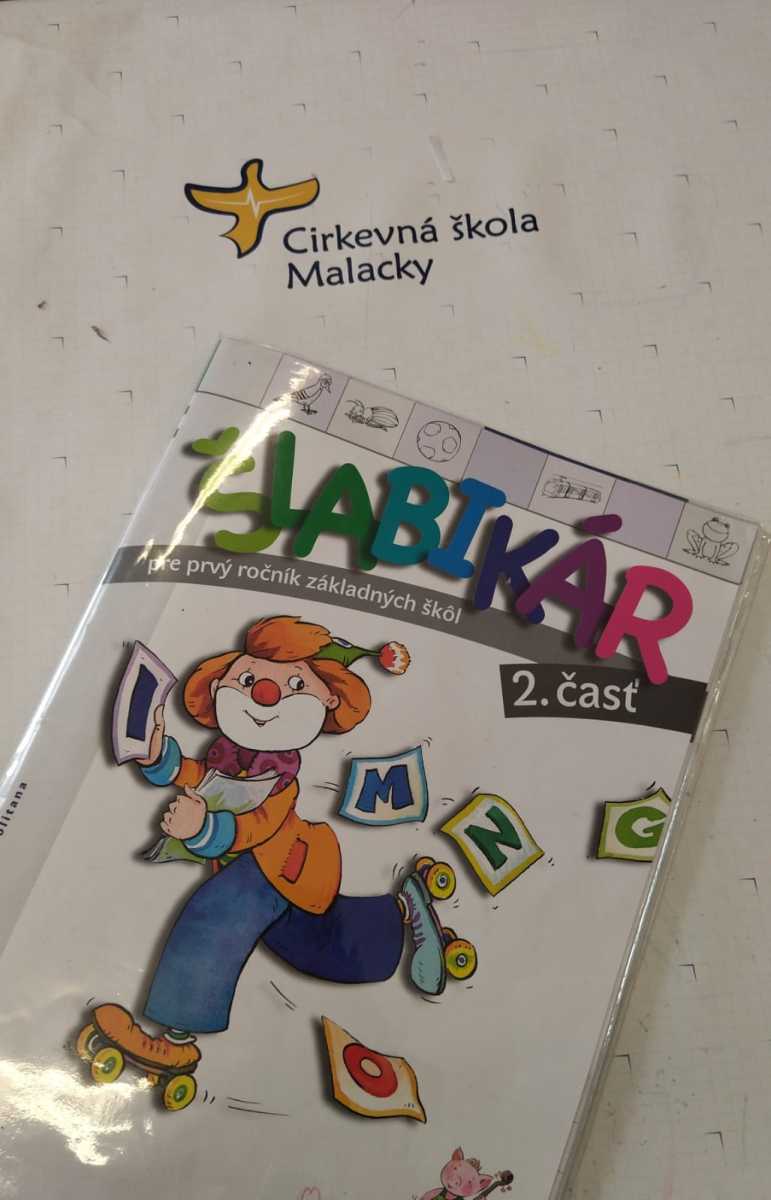 Cirkevná škola
Malacky
ŠLABIKÁR
pre prvý ročník základných škôl
2. časť
I
M
N
G
O